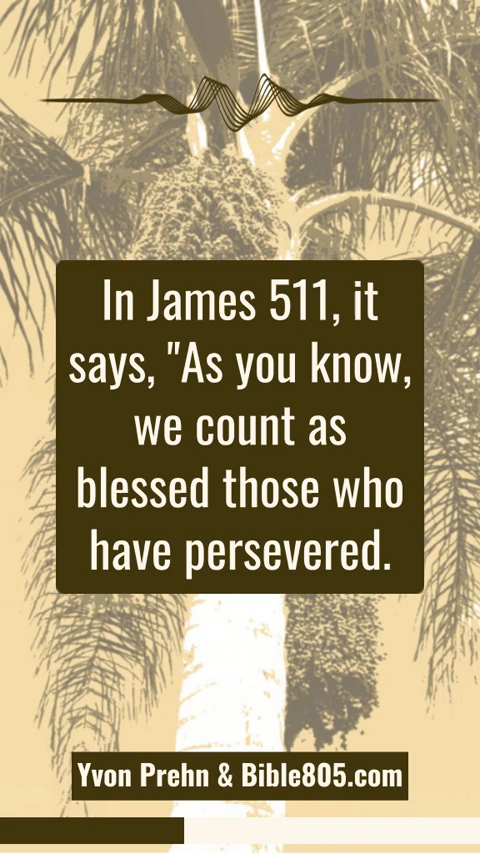 In James 511, it
says, "As you know,
we count as
blessed those who
have persevered.
Yvon Prehn & Bible805.com